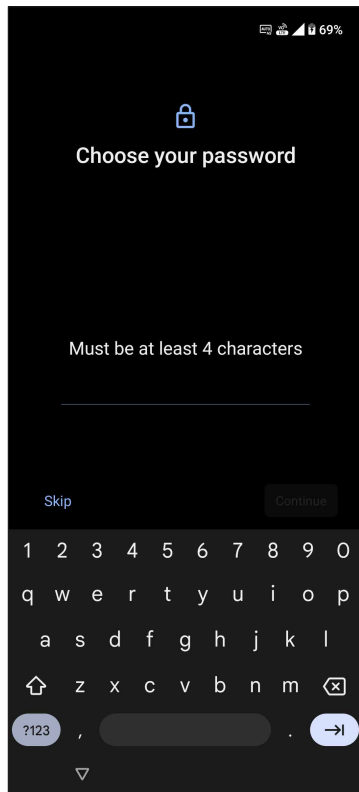 69%
Choose your password
Must be at least 4 characters
Skip
Continue
1 2 3 4 5 6 7 8 9 0
q w e r t y u i o p
a s d f g h j k l
z x c v b n m
?123 , .